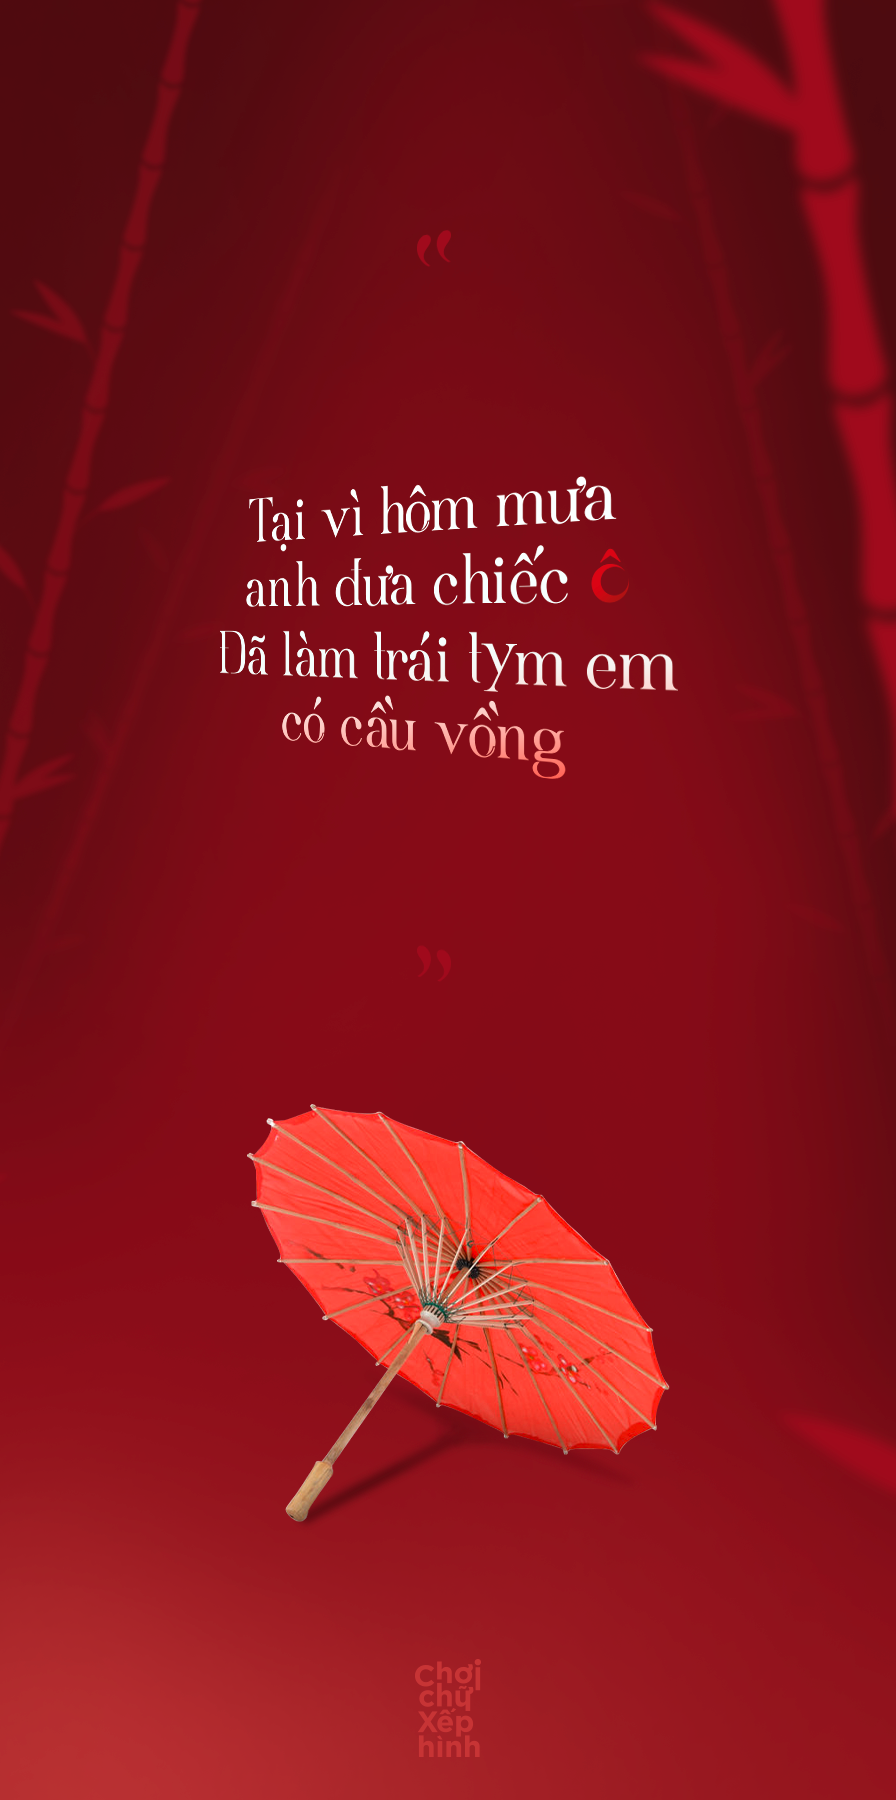 “
Tại vì hôm mưa
anh đưa chiếc ô
Đã làm trái tym em
có cầu vồng
”
Chơi
chữ
Xếp
hình